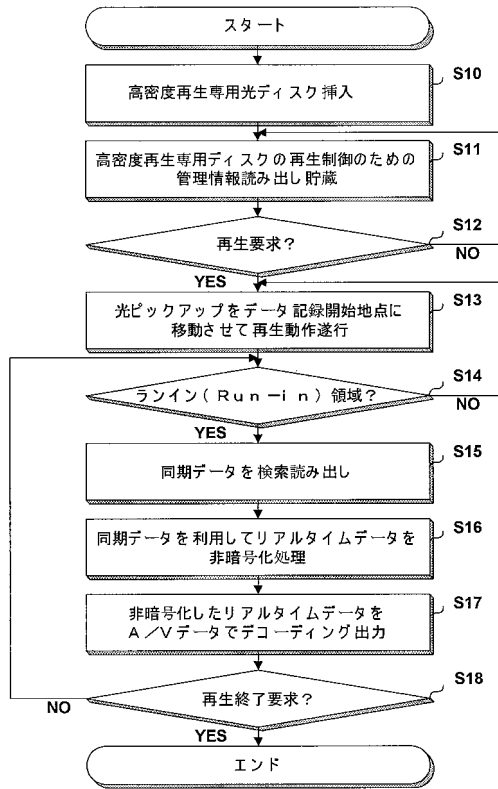 スタート
S10
高密度再生専用光ディスク挿入
S11
高密度再生専用ディスクの再生制御のための
管理情報読み出し貯蔵
S12
再生要求?
NO
YES
S13
光ピックアップをデータ記録開始地点に
移動させて再生動作遂行
S14
ランイン(Run-in)領域?
NO
YES
S15
同期データを検索読み出し
S16
同期データを利用してリアルタイムデータを
非暗号化処理
S17
非暗号化したリアルタイムデータを
A/Vデータでデコーディング出力
S18
再生終了要求?
NO
YES
エンド